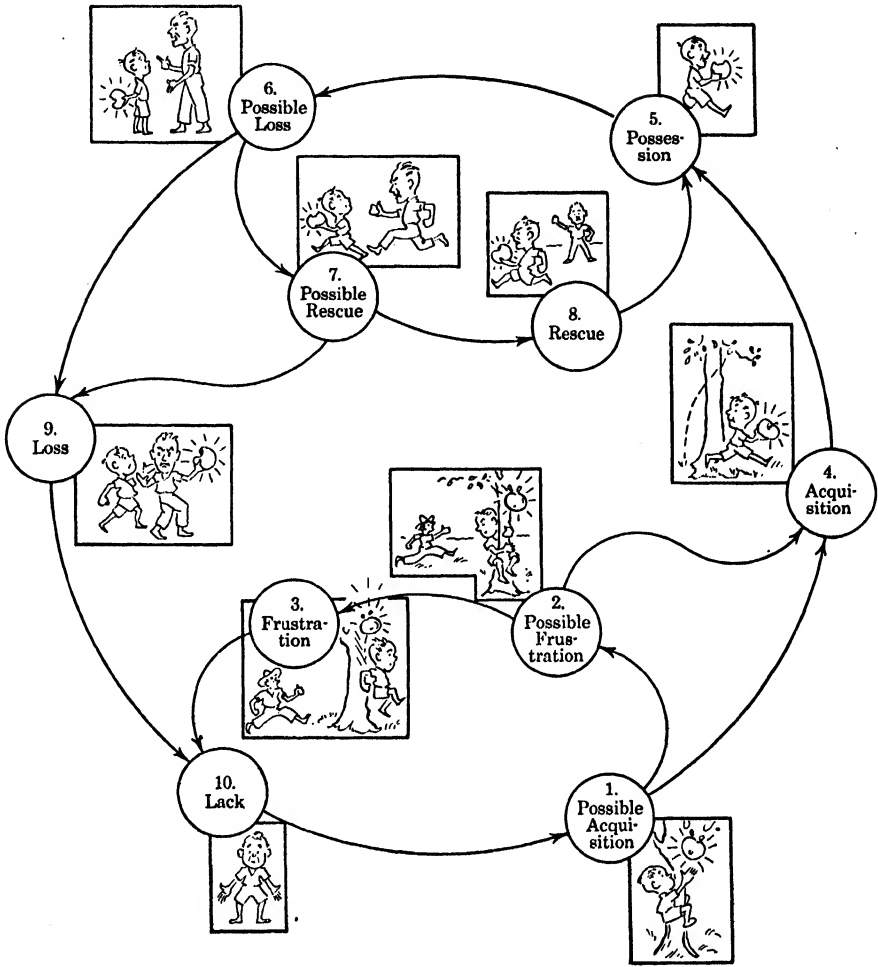 6.
Possible
Loss
5.
Posses-
sion
7.
Possible
Rescue
8.
Rescue
9.
Loss
4.
Acqui-
sition
3.
Frustra-
tion
2.
Possible
Frus-
tration
10.
Lack
1.
Possible
Acqui-
sition